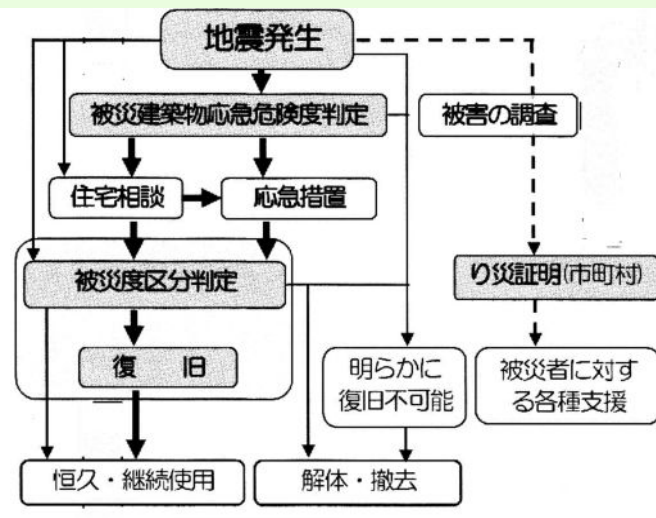 地震発生
被災建築物応急危険度判定
被害の調査
住宅相談
応急措置
被災度区分判定
り災証明(市町村)
復　旧
明らかに
復旧不可能
被災者に対す
る各種支援
恒久・継続使用
解体・撤去